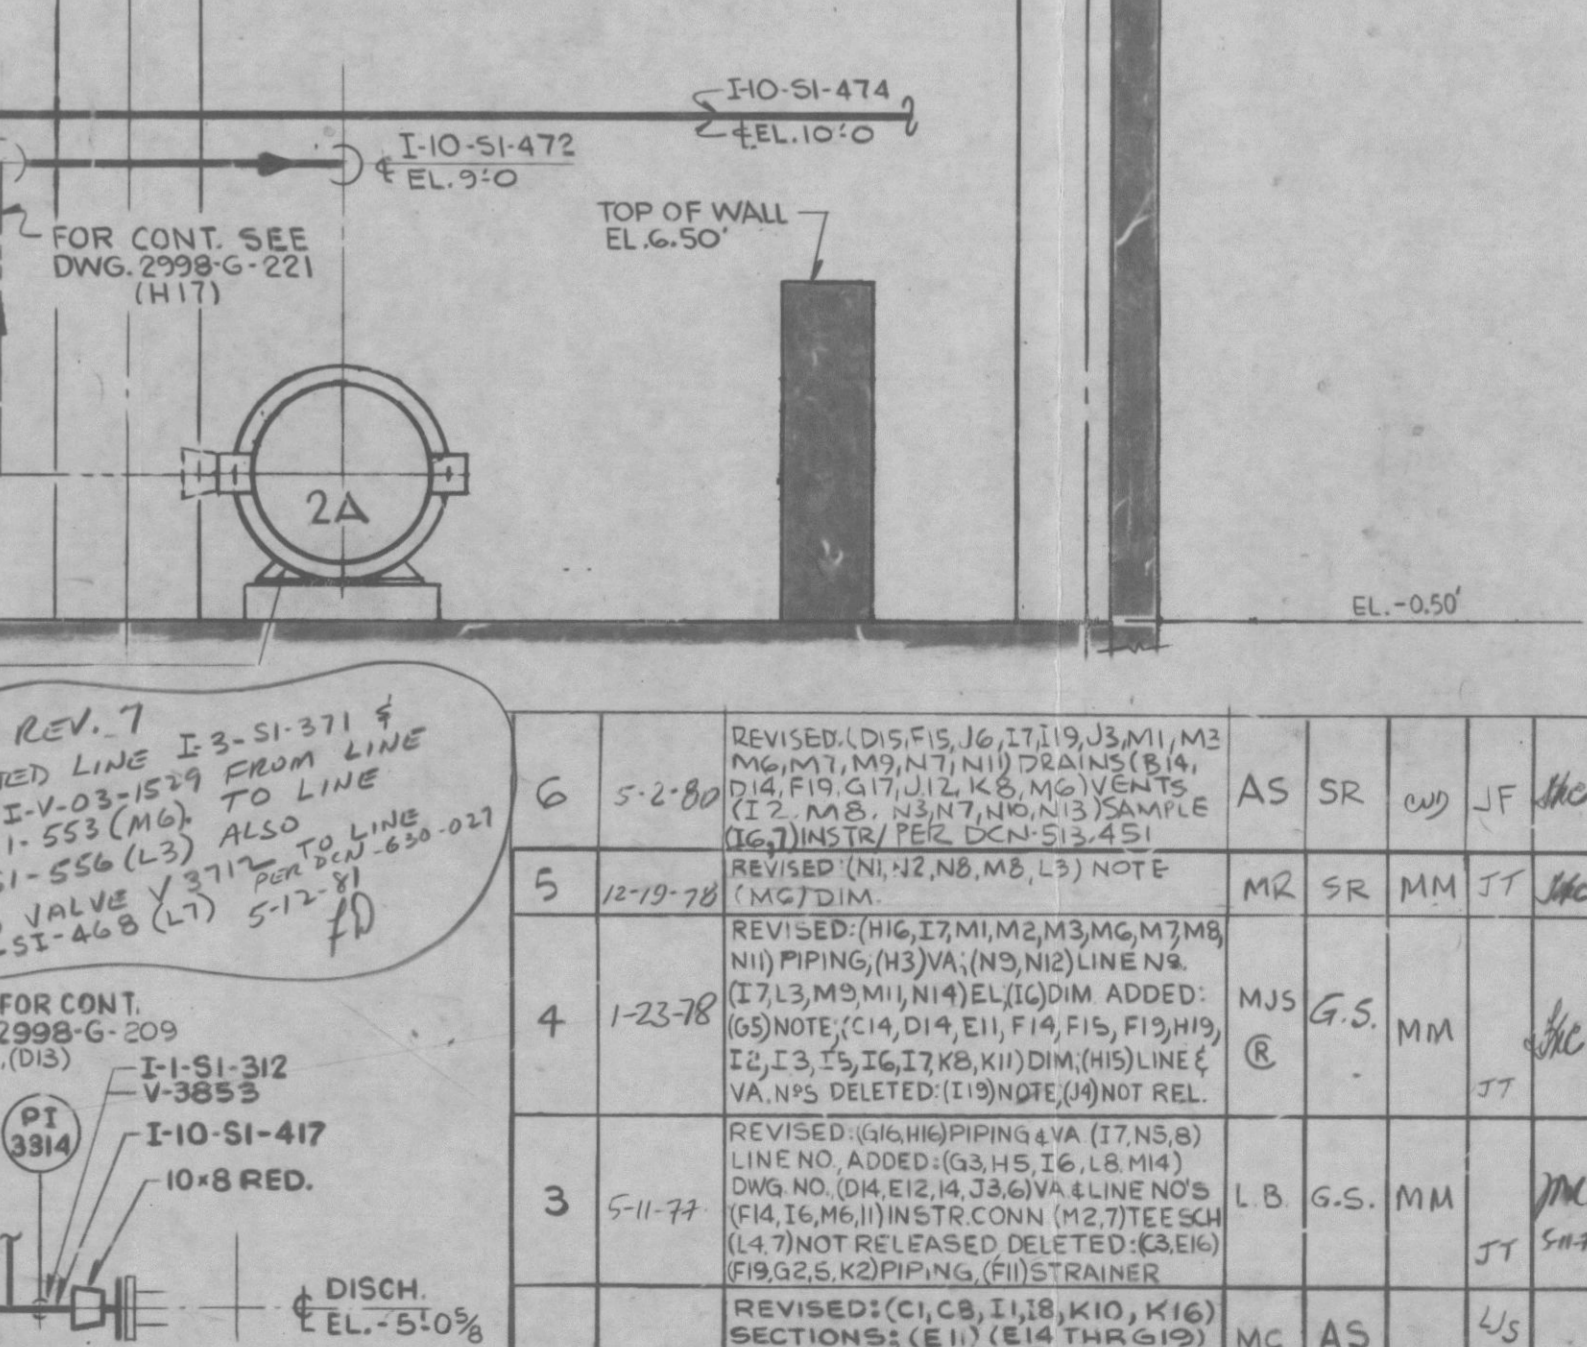 I-10-SI-474
℄EL.10'-0
I-10-SI-472
℄ EL.9'-0
TOP OF WALL
EL.6.50'
FOR CONT. SEE
DWG. 2998-G-221
(H17)
2A
EL.-0.50'
REV. 7
TED LINE I-3-SI-371 &
I-V-03-1529 FROM LINE
1-553 (M6). TO LINE
SI-556 (L3) ALSO
VALVE V3712 TO LINE
SI-468 (L7) PER DCN-630-027
5-12-81
FOR CONT.
2998-G-209
.(D13)
I-1-SI-312
V-3853
PI
3314
I-10-SI-417
10×8 RED.
℄ DISCH.
EL.-5'-0⅝
6 5-2-80 REVISED.(D15,F15,J6,I7,I19,J3,M1,M3
M6,M7,M9,N7,N11) DRAINS(B14,
D14,F19,G17,J12,K8,M6)VENTS
(I2.M8.N3,N7,N10,N13)SAMPLE
(I6,7)INSTR/PER DCN-513.451
AS SR JF
5 12-19-78 REVISED:(N1,N2,N8,M8,L3) NOTE
(M6)DIM.
MR SR MM JT
4 1-23-78 REVISED:(H16,I7,M1,M2,M3,M6,M7,M8,
N11) PIPING;(H3)VA;(N9,N12)LINE Nº.
(I7,L3,M9,M11,N14)EL;(I6)DIM ADDED:
(G5)NOTE;(C14,D14,E11,F14,F15,F19,H19,
I2,I3,I5,I6,I7,K8,K11)DIM;(H15)LINE &
VA.NºS DELETED:(I19)NOTE,(J4)NOT REL.
MJS Ⓡ G.S. MM JT
3 5-11-77 REVISED:(G16,H16)PIPING &VA (I7,N5,8)
LINE NO., ADDED:(G3,H5,I6,L8,M14)
DWG. NO.,(D14,E12,14,J3,6)VA &LINE NO'S
(F14,I6,M6,11)INSTR.CONN (M2,7)TEE SCH
(L4,7)NOT RELEASED, DELETED:(C3,E16)
(F19,G2,5,K2)PIPING,(F11)STRAINER
L.B. G.S. MM JT
REVISED:(C1,C8,I1,I8,K10,K16)
SECTIONS:(E11)(E14 THRG19)
MC AS WS